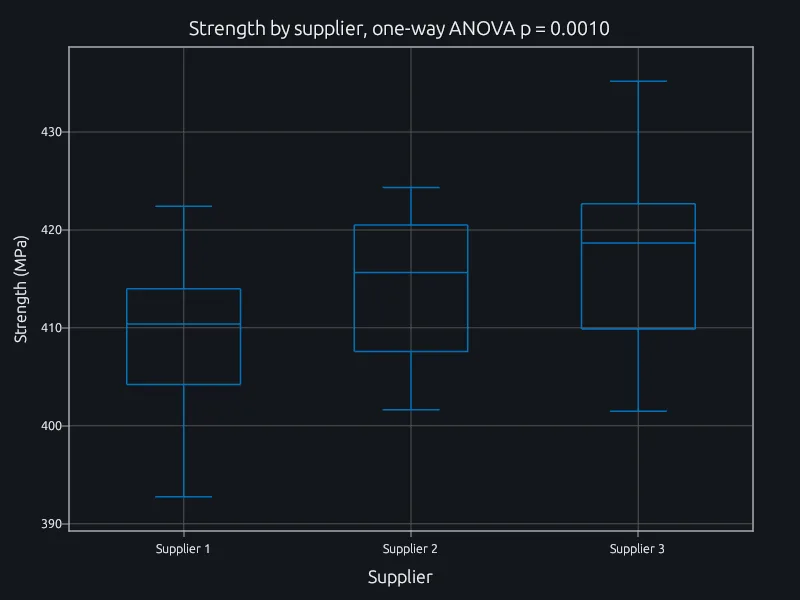 Strength by supplier, one-way ANOVA p = 0.0010
Strength (MPa)
430
420
410
400
390
Supplier 1
Supplier 2
Supplier 3
Supplier